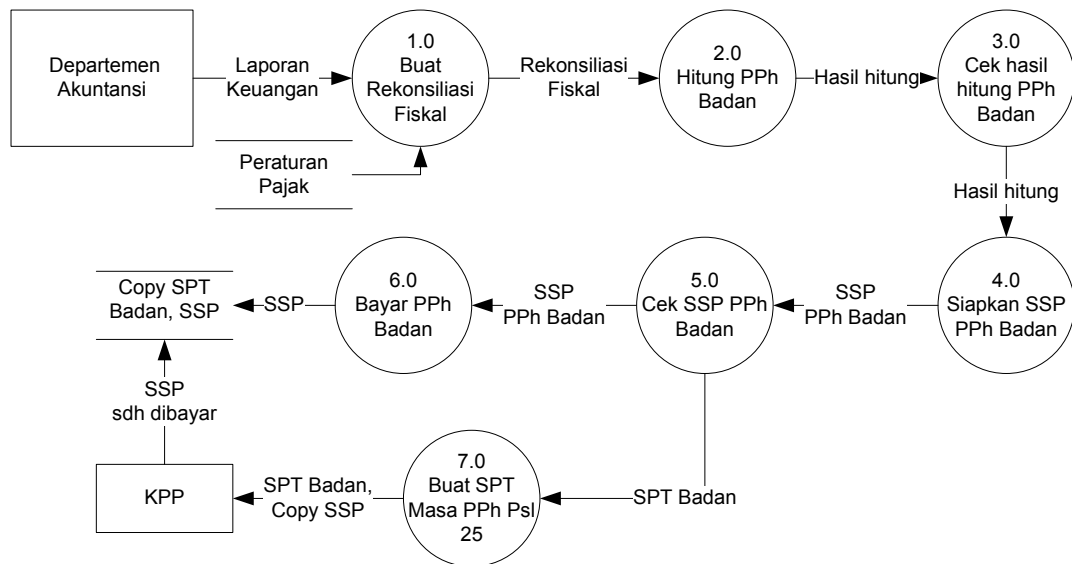 Departemen
Akuntansi
Laporan
Keuangan
1.0
Buat
Rekonsiliasi
Fiskal
Rekonsiliasi
Fiskal
2.0
Hitung PPh
Badan
Hasil hitung
3.0
Cek hasil
hitung PPh
Badan
Peraturan
Pajak
Hasil hitung
4.0
Siapkan SSP
PPh Badan
SSP
PPh Badan
5.0
Cek SSP PPh
Badan
SSP
PPh Badan
6.0
Bayar PPh
Badan
SSP
Copy SPT
Badan, SSP
SSP
sdh dibayar
KPP
SPT Badan,
Copy SSP
7.0
Buat SPT
Masa PPh Psl
25
SPT Badan